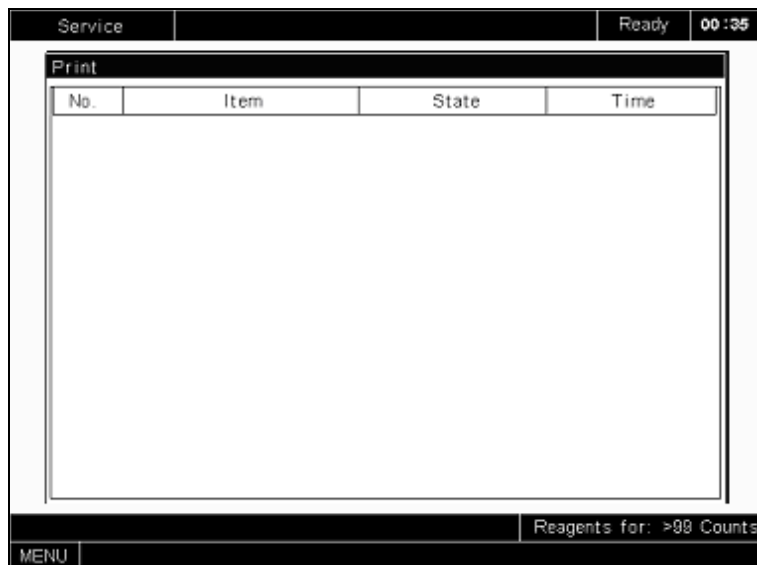 Service Ready 00:35
Print
No. Item State Time
Reagents for: >99 Counts
MENU